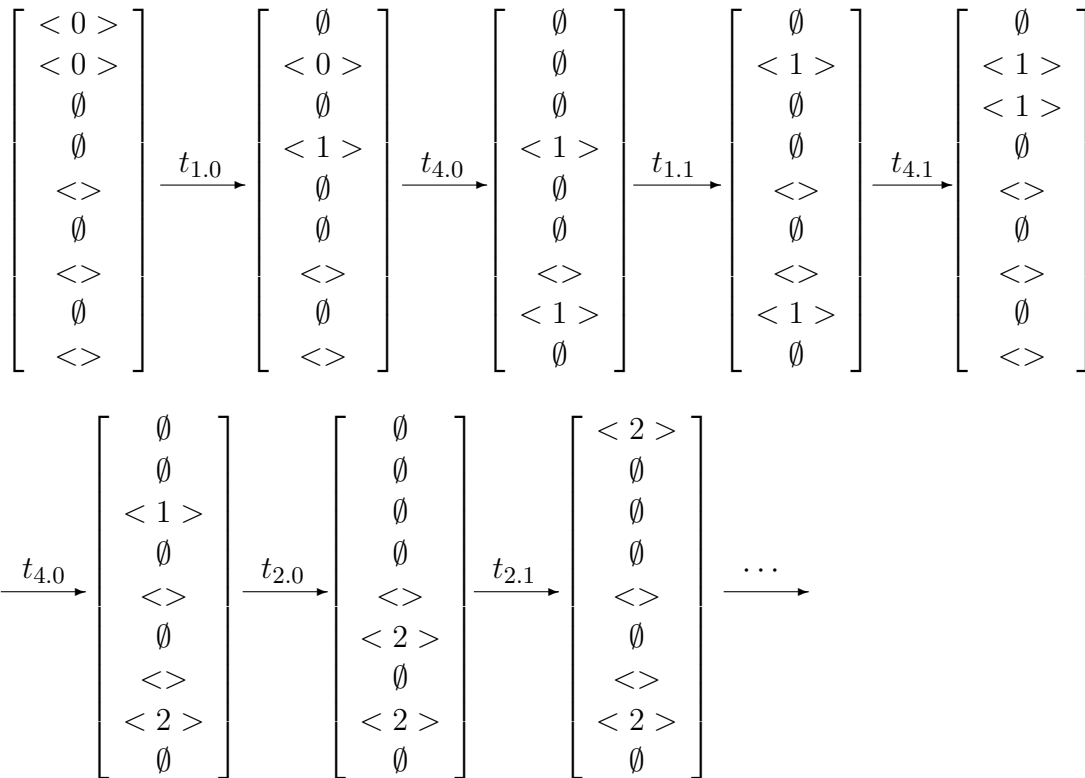 < 0 > ∅ ∅ ∅ ∅
< 0 > < 0 > ∅ < 1 > < 1 >
∅ ∅ ∅ ∅ < 1 >
∅ < 1 > < 1 > ∅ ∅
t1.0 t4.0 t1.1 t4.1
<> ∅ ∅ <> <>
∅ ∅ ∅ ∅ ∅
<> <> <> <> <>
∅ ∅ < 1 > < 1 > ∅
<> <> ∅ ∅ <>
∅ ∅ < 2 >
∅ ∅ ∅
< 1 > ∅ ∅
∅ ∅ ∅
t4.0 t2.0 t2.1 ...
<> <> <>
∅ < 2 > ∅
<> ∅ <>
< 2 > < 2 > < 2 >
∅ ∅ ∅